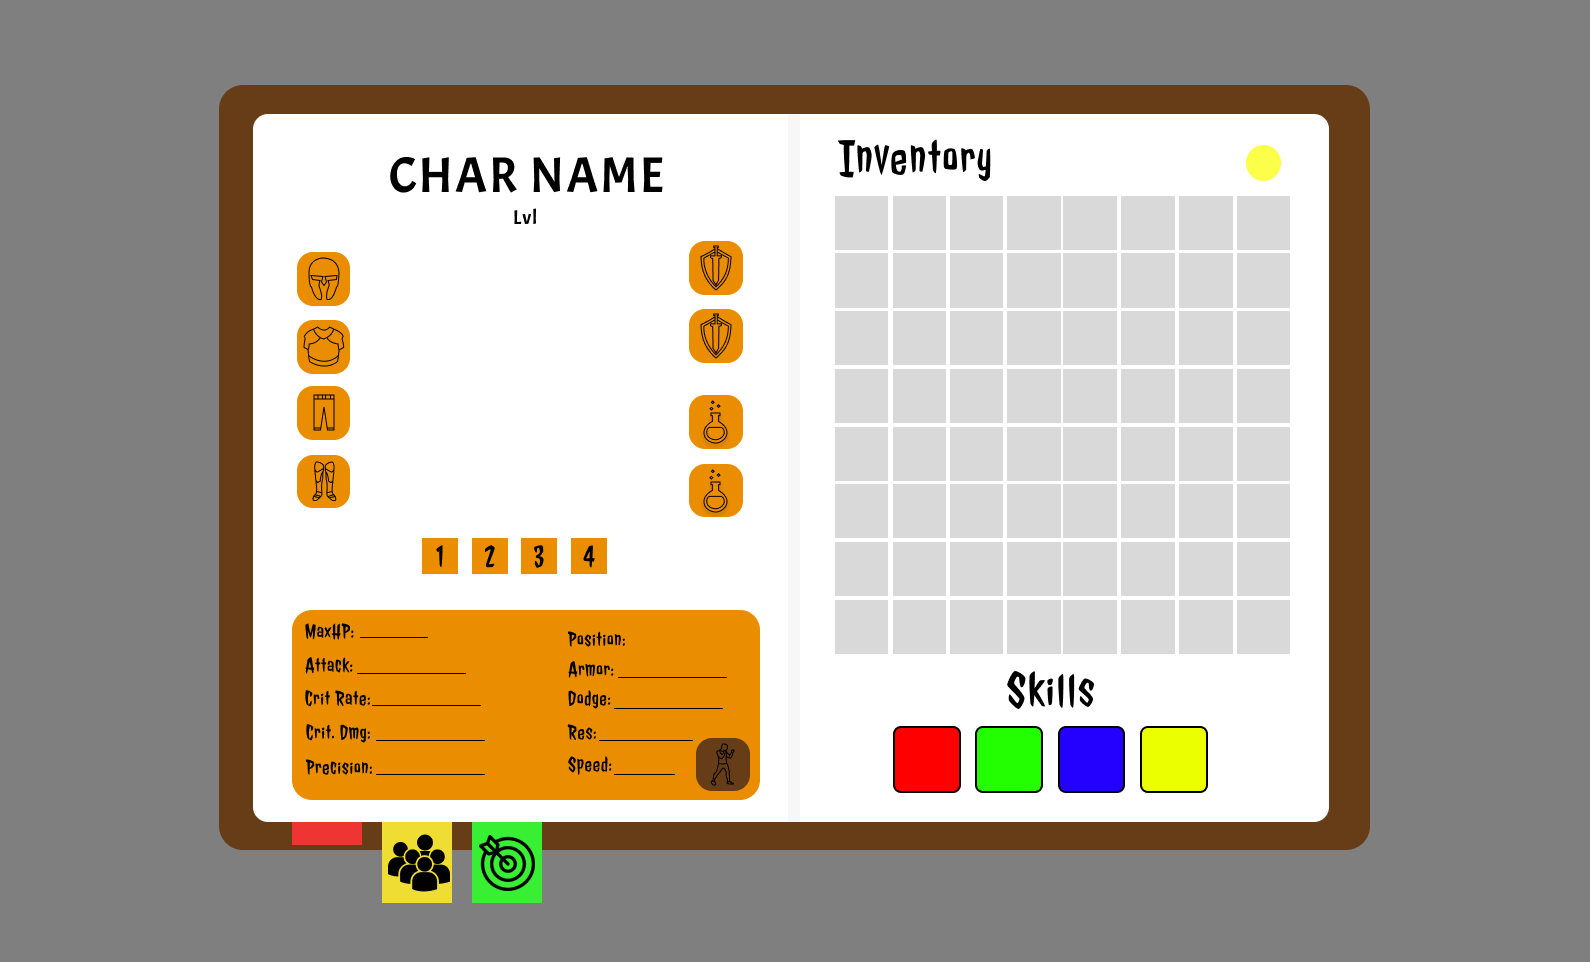 CHAR NAME
Lvl
1 2 3 4
MaxHP:
Attack:
Crit Rate:
Crit. Dmg:
Precision:
Position:
Armor:
Dodge:
Res:
Speed:
Inventory
Skills